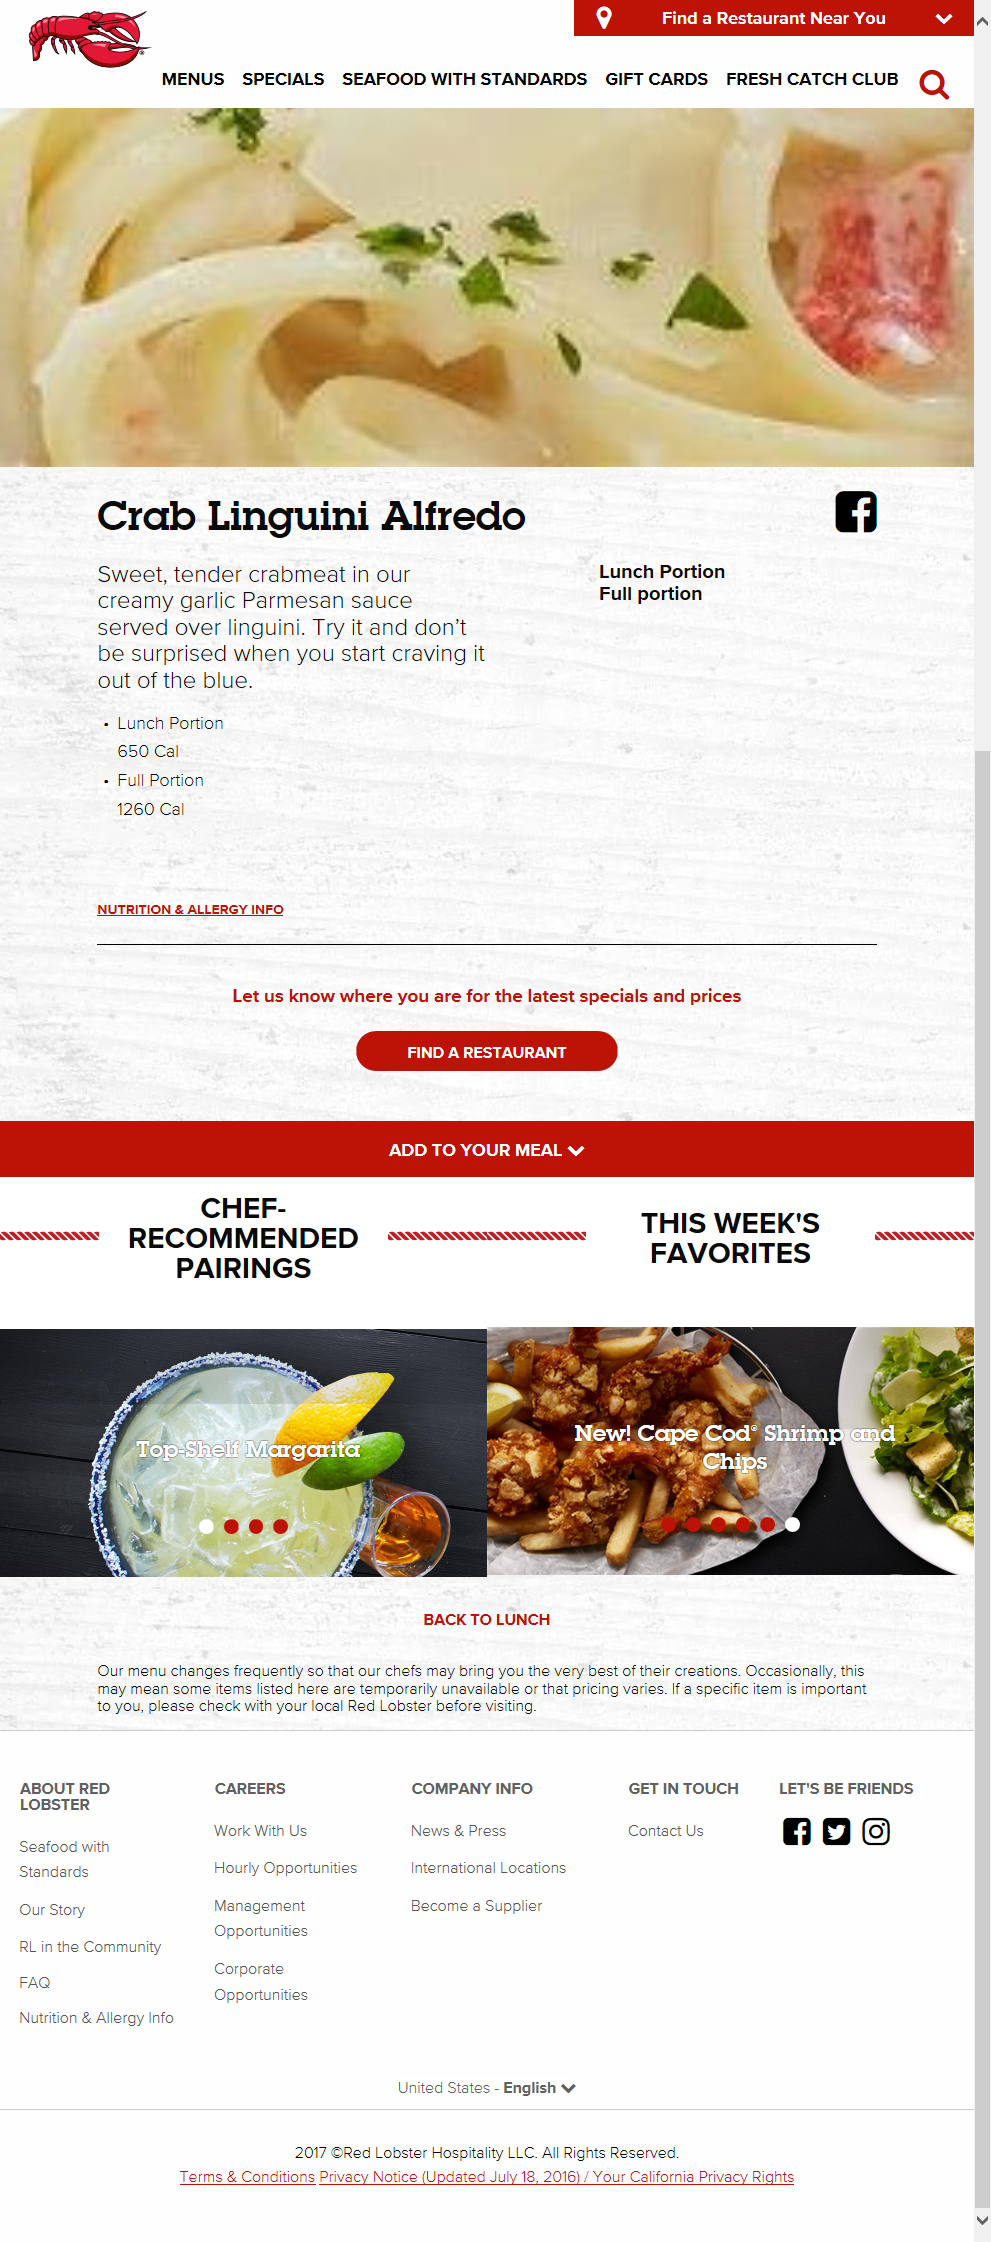 Find a Restaurant Near You
MENUS SPECIALS SEAFOOD WITH STANDARDS GIFT CARDS FRESH CATCH CLUB
Crab Linguini Alfredo
Sweet, tender crabmeat in our
creamy garlic Parmesan sauce
served over linguini. Try it and don’t
be surprised when you start craving it
out of the blue.
Lunch Portion
Full portion
• Lunch Portion
650 Cal
• Full Portion
1260 Cal
NUTRITION & ALLERGY INFO
Let us know where you are for the latest specials and prices
FIND A RESTAURANT
ADD TO YOUR MEAL
CHEF-
RECOMMENDED
PAIRINGS
THIS WEEK'S
FAVORITES
Top-Shelf Margarita
New! Cape Cod® Shrimp and
Chips
BACK TO LUNCH
Our menu changes frequently so that our chefs may bring you the very best of their creations. Occasionally, this
may mean some items listed here are temporarily unavailable or that pricing varies. If a specific item is important
to you, please check with your local Red Lobster before visiting.
ABOUT RED
LOBSTER
Seafood with
Standards
Our Story
RL in the Community
FAQ
Nutrition & Allergy Info
CAREERS
Work With Us
Hourly Opportunities
Management
Opportunities
Corporate
Opportunities
COMPANY INFO
News & Press
International Locations
Become a Supplier
GET IN TOUCH
Contact Us
LET'S BE FRIENDS
United States - English
2017 ©Red Lobster Hospitality LLC. All Rights Reserved.
Terms & Conditions Privacy Notice (Updated July 18, 2016) / Your California Privacy Rights